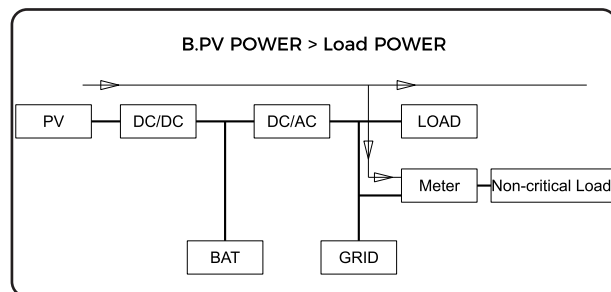 B.PV POWER > Load POWER
PV
DC/DC
DC/AC
LOAD
Meter
Non-critical Load
BAT
GRID